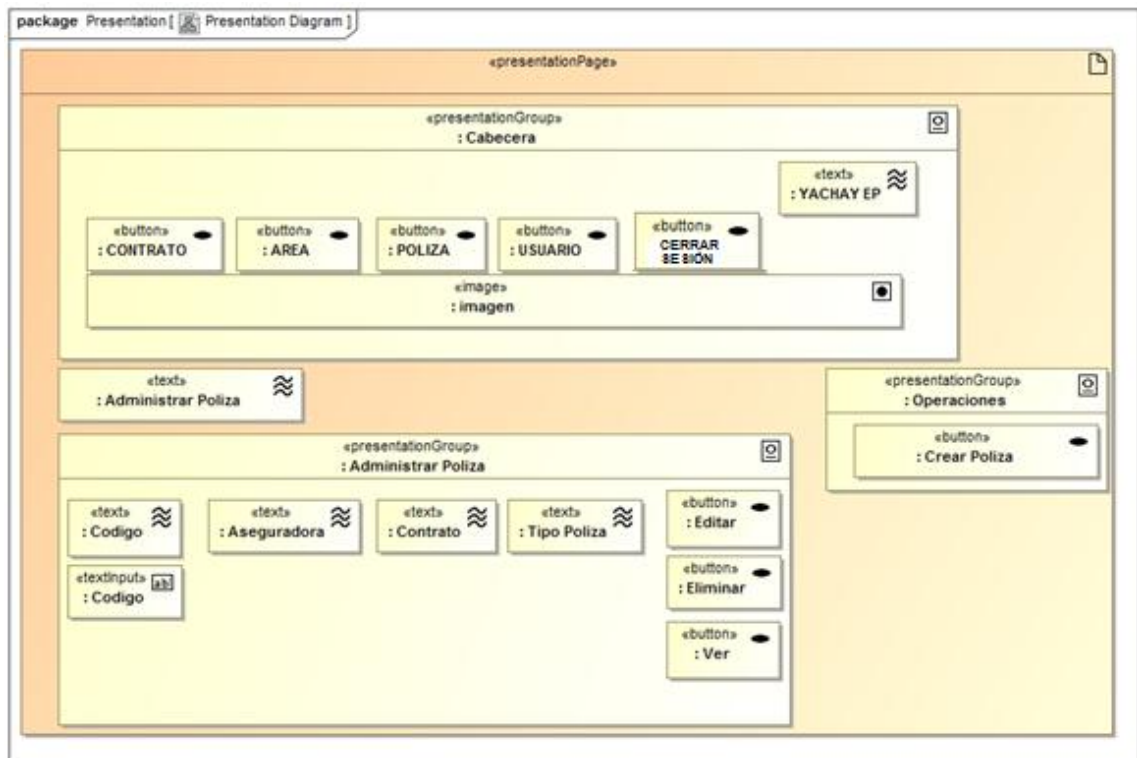 package Presentation [ Presentation Diagram ]
«presentationPage»
«presentationGroup»
: Cabecera
«text»
: YACHAY EP
«button»
: CONTRATO
«button»
: AREA
«button»
: POLIZA
«button»
: USUARIO
«button»
CERRAR
SESIÓN
«image»
: imagen
«text»
: Administrar Poliza
«presentationGroup»
: Operaciones
«button»
: Crear Poliza
«presentationGroup»
: Administrar Poliza
«text»
: Codigo
«text»
: Aseguradora
«text»
: Contrato
«text»
: Tipo Poliza
«button»
: Editar
«textInput» ab
: Codigo
«button»
: Eliminar
«button»
: Ver